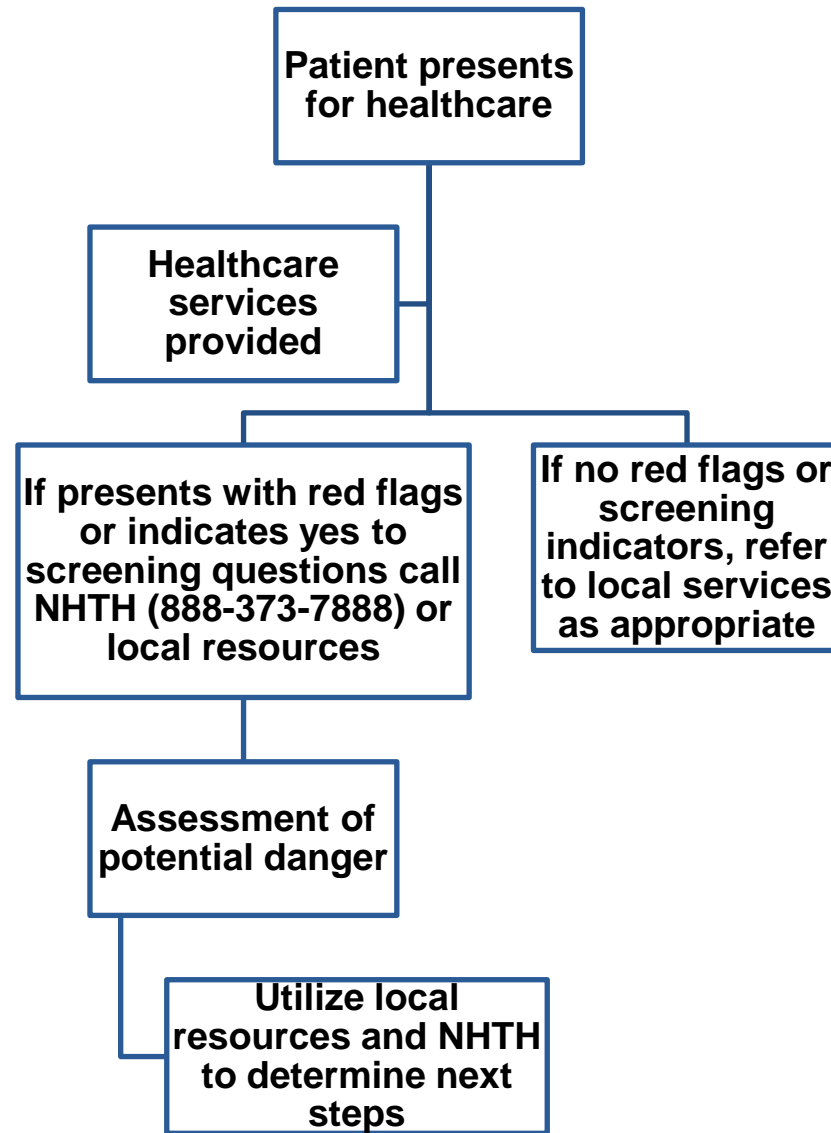 Patient presents
for healthcare
Healthcare
services
provided
If presents with red flags
or indicates yes to
screening questions call
NHTH (888-373-7888) or
local resources
If no red flags or
screening
indicators, refer
to local services
as appropriate
Assessment of
potential danger
Utilize local
resources and NHTH
to determine next
steps